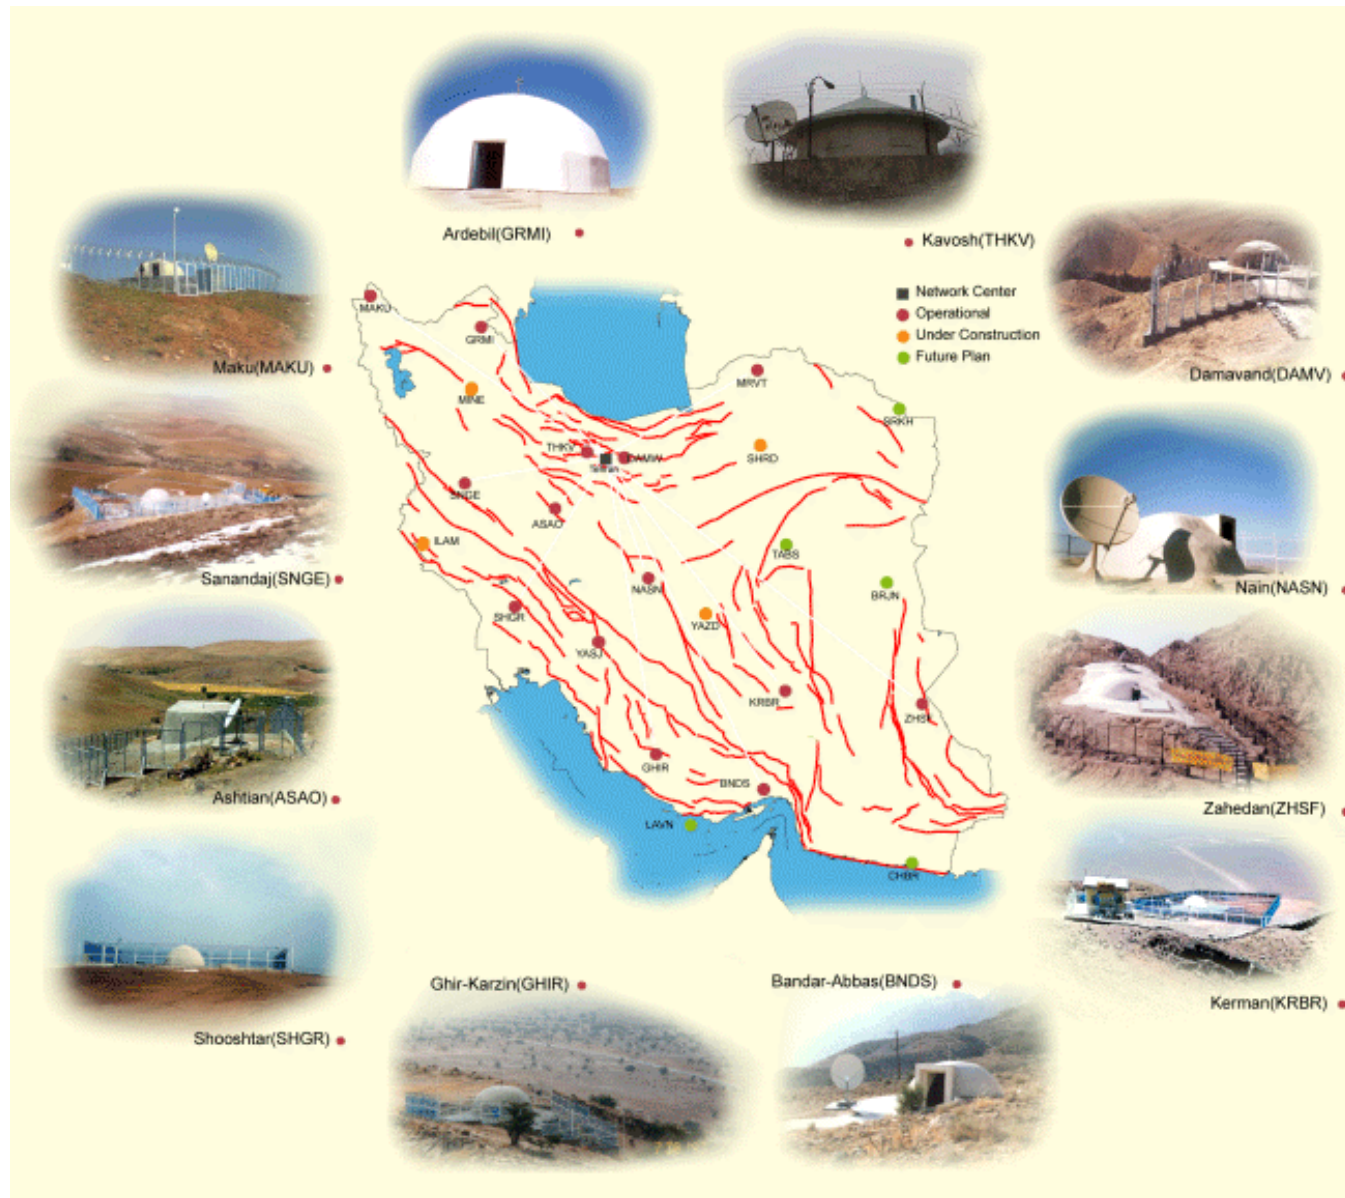 Ardebil(GRMI)
Kavosh(THKV)
Maku(MAKU)
Damavand(DAMV)
Network Center
Operational
Under Construction
Future Plan
MAKU
GRMI
MRVT
MINE
SRKH
THKV
Tehran
DAMV
SHRD
SNGE
ASAO
ILAM
TABS
Sanandaj(SNGE)
Nain(NASN)
NASN
BRJN
SHGR
YAZD
YASJ
KRBR
ZHSF
GHIR
BNDS
Ashtian(ASAO)
Zahedan(ZHSF)
LAVN
CHBR
Ghir-Karzin(GHIR)
Bandar-Abbas(BNDS)
Kerman(KRBR)
Shooshtar(SHGR)